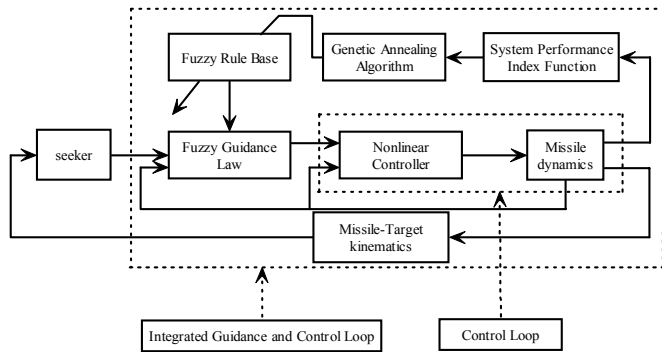 Fuzzy Rule Base
Genetic Annealing
Algorithm
System Performance
Index Function
seeker
Fuzzy Guidance
Law
Nonlinear
Controller
Missile
dynamics
Missile-Target
kinematics
Integrated Guidance and Control Loop
Control Loop